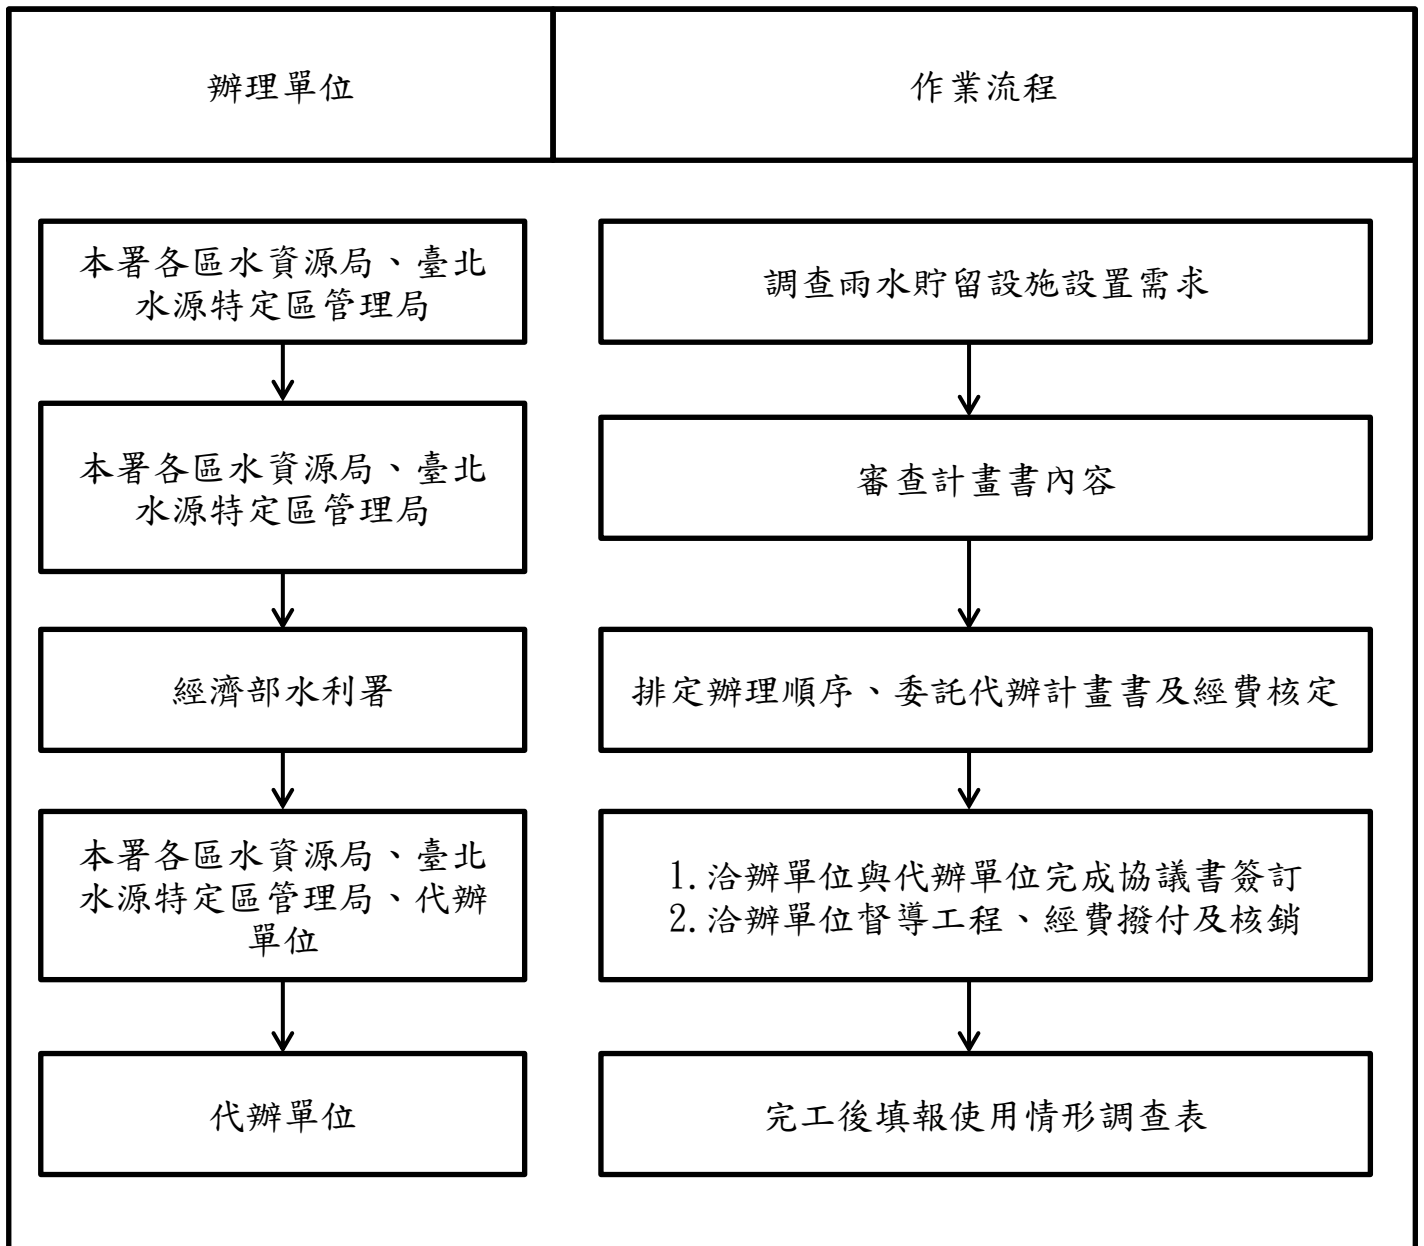 辦理單位
作業流程
本署各區水資源局、臺北
水源特定區管理局
調查雨水貯留設施設置需求
本署各區水資源局、臺北
水源特定區管理局
審查計畫書內容
經濟部水利署
排定辦理順序、委託代辦計畫書及經費核定
本署各區水資源局、臺北
水源特定區管理局、代辦
單位
1.洽辦單位與代辦單位完成協議書簽訂
2.洽辦單位督導工程、經費撥付及核銷
代辦單位
完工後填報使用情形調查表